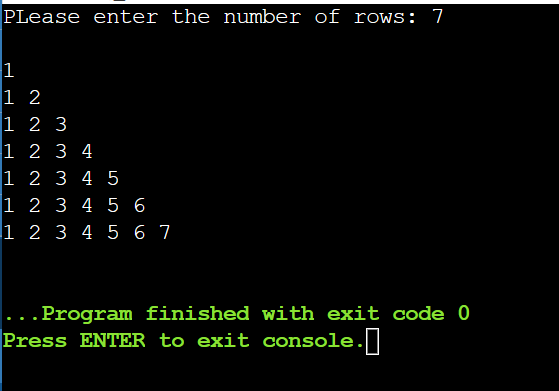 PLease enter the number of rows: 7
1
1 2
1 2 3
1 2 3 4
1 2 3 4 5
1 2 3 4 5 6
1 2 3 4 5 6 7
...Program finished with exit code 0
Press ENTER to exit console.